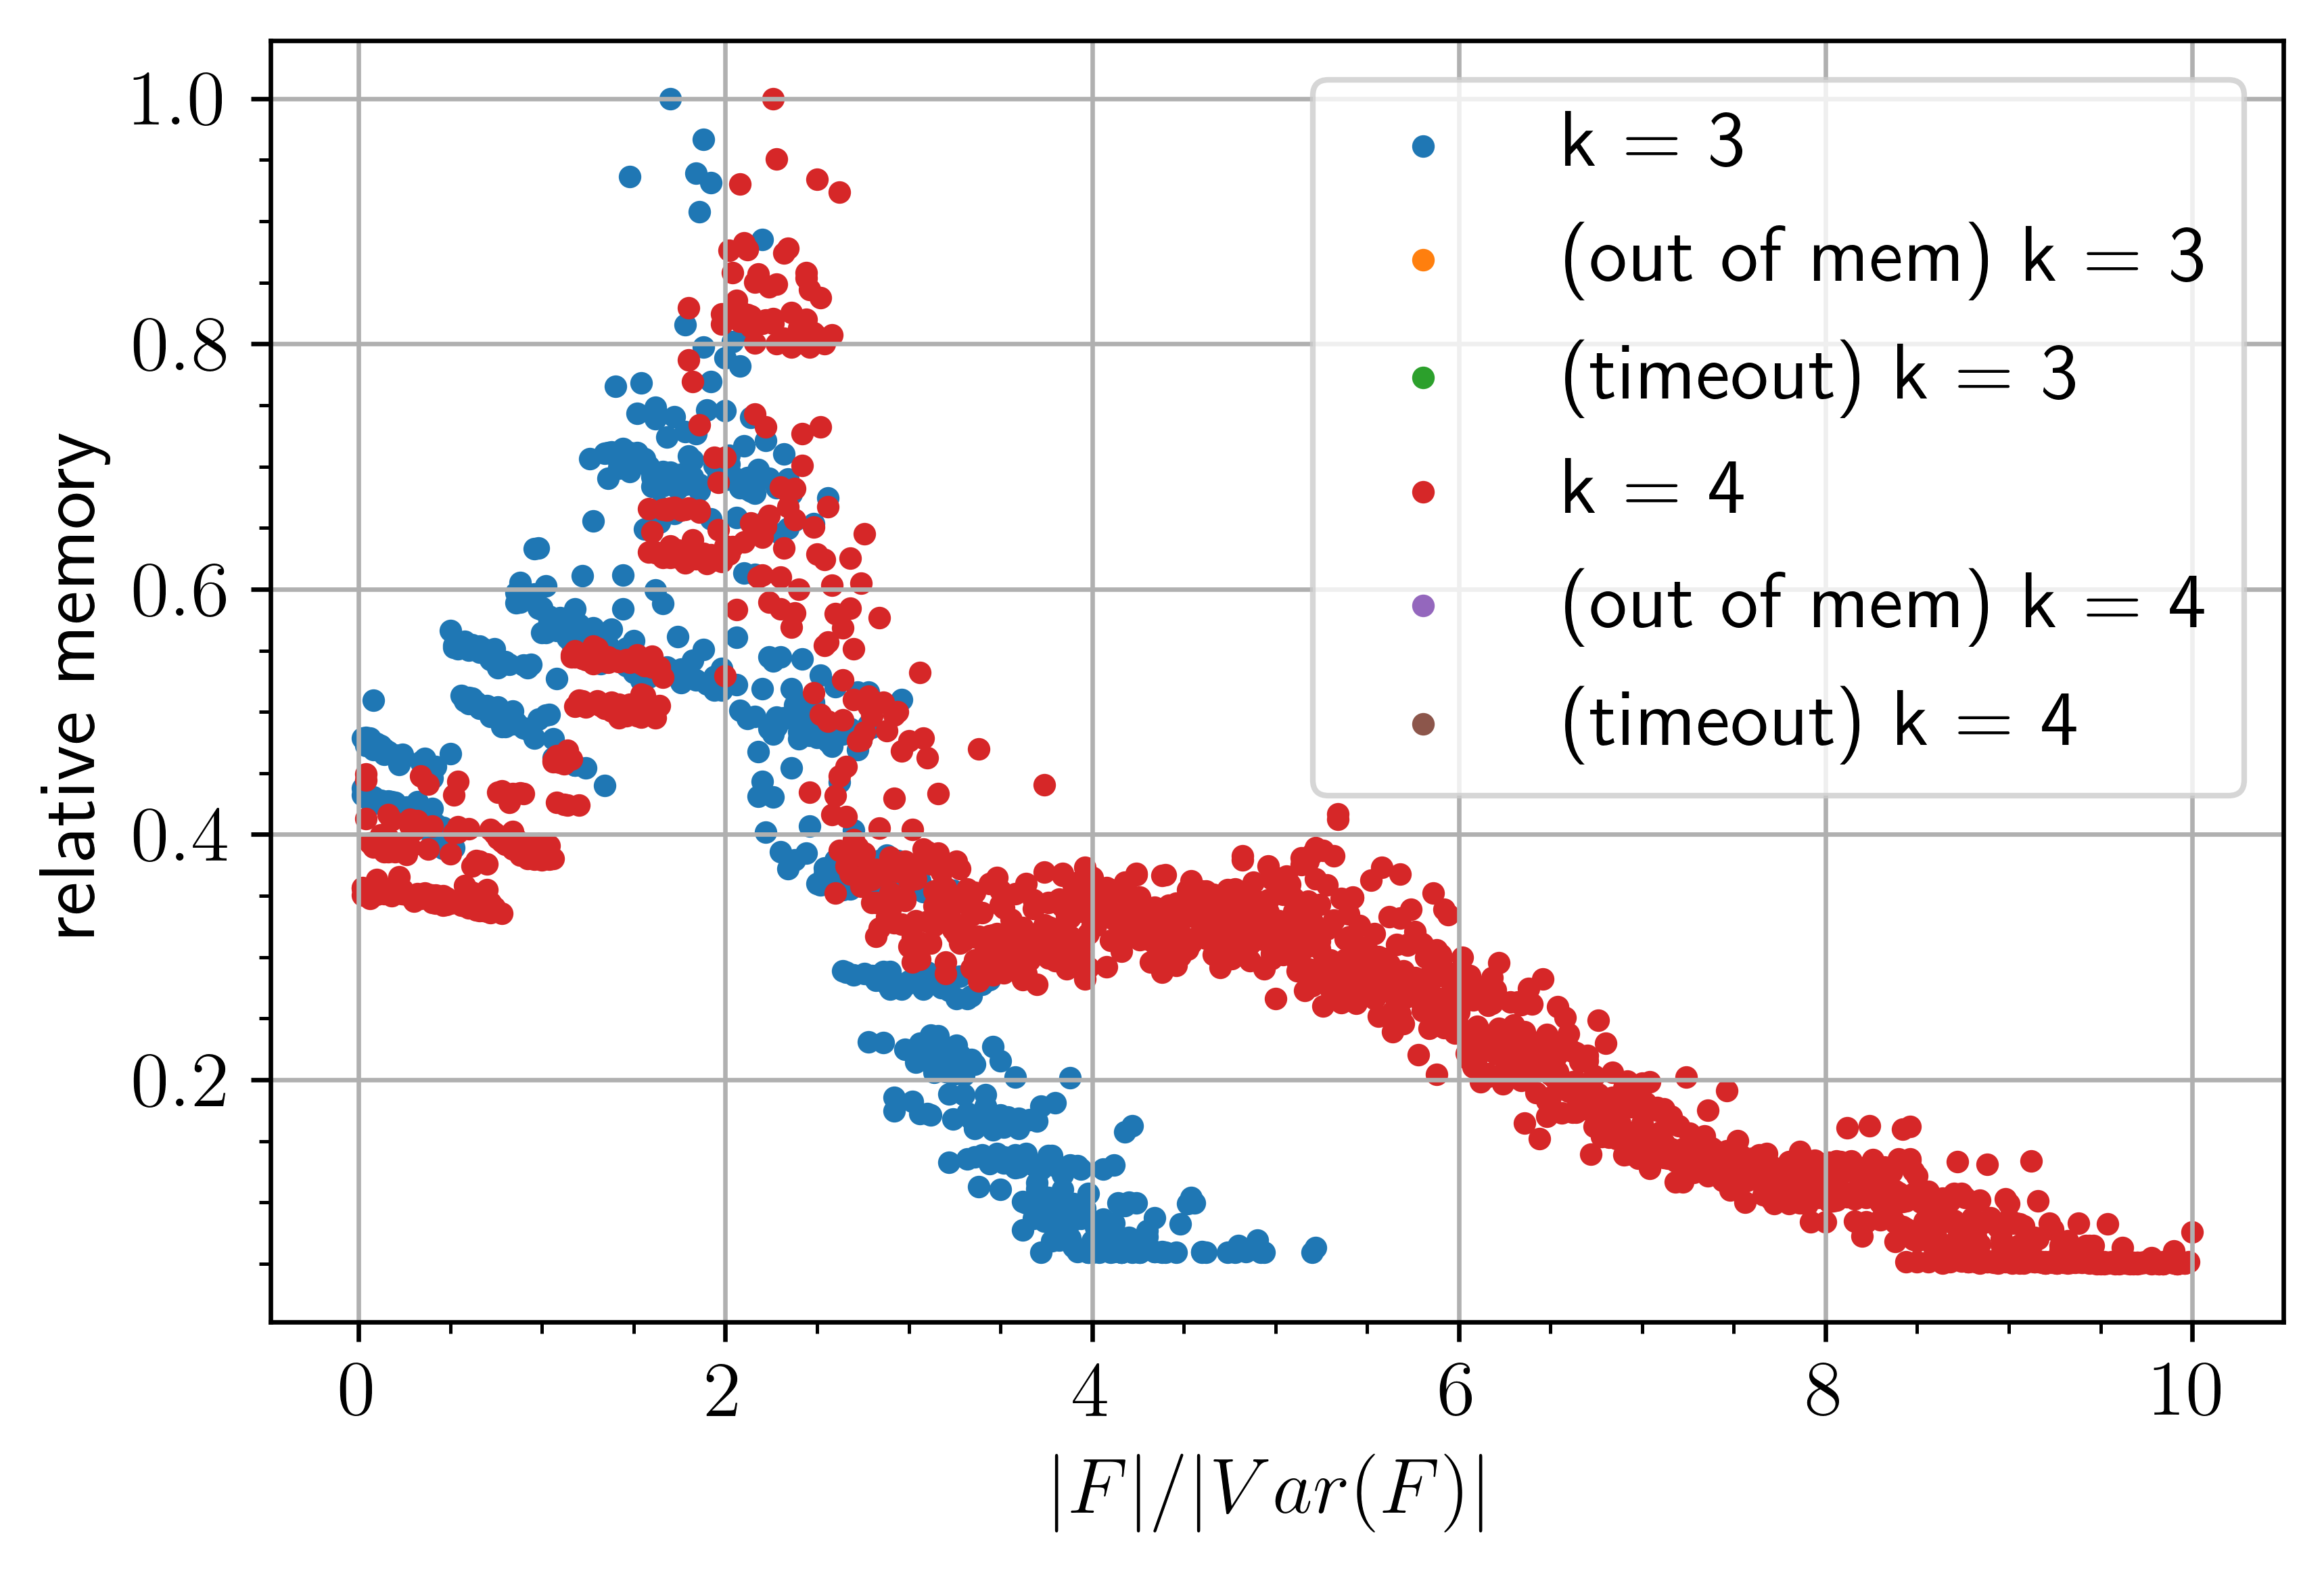 relative memory
1.0
0.8
0.6
0.4
0.2
k = 3
(out of mem) k = 3
(timeout) k = 3
k = 4
(out of mem) k = 4
(timeout) k = 4
0 2 4 6 8 10
|F|/|Var(F)|